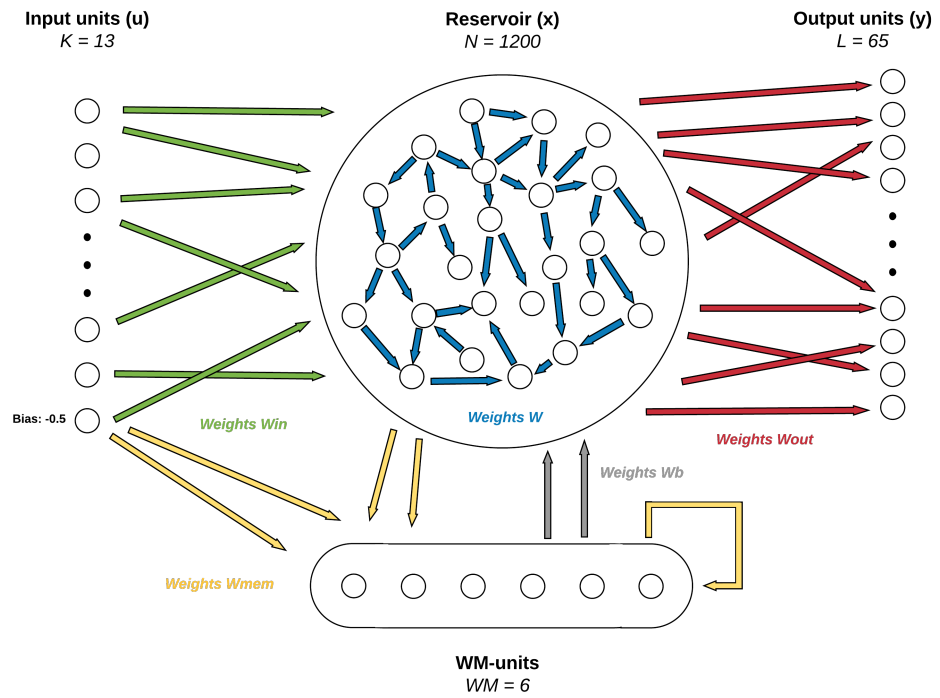 Input units (u)
K = 13
Reservoir (x)
N = 1200
Output units (y)
L = 65
Bias: -0.5
Weights Win
Weights W
Weights Wout
Weights Wb
Weights Wmem
WM-units
WM = 6